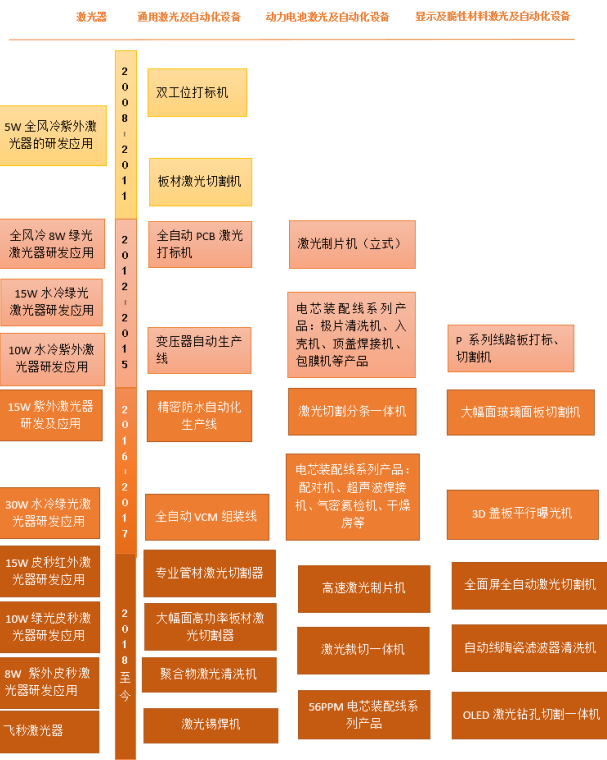 激光器
通用激光及自动化设备
动力电池激光及自动化设备
显示及脆性材料激光及自动化设备
2008-2011
5W 全风冷紫外激
光器的研发应用
双工位打标机
板材激光切割机
2012-2015
全风冷 8W 绿光
激光器研发应用
15W 水冷绿光
激光器研发应用
10W 水冷紫外激
光器研发应用
全自动 PCB 激光
打标机
变压器自动生产
线
激光制片机（立式）
电芯装配线系列产
品：极片清洗机、入
壳机、顶盖焊接机、
包膜机等产品
P 系列线路板打标、
切割机
2016-2017
15W 紫外激光器
研发及应用
30W 水冷绿光激
光器研发应用
精密防水自动化
生产线
全自动 VCM 组装线
激光切割分条一体机
电芯装配线系列产品：
配对机、超声波焊接
机、气密氦检机、干燥
房等
大幅面玻璃面板切割机
3D 盖板平行曝光机
2018至今
15W 皮秒红外激
光器研发应用
10W 绿光皮秒激
光器研发应用
8W 紫外皮秒激
光器研发应用
飞秒激光器
专业管材激光切割器
大幅面高功率板材激
光切割器
聚合物激光清洗机
激光锡焊机
高速激光制片机
激光裁切一体机
56PPM 电芯装配线系
列产品
全面屏全自动激光切割机
自动线陶瓷滤波器清洗机
OLED 激光钻孔切割一体机